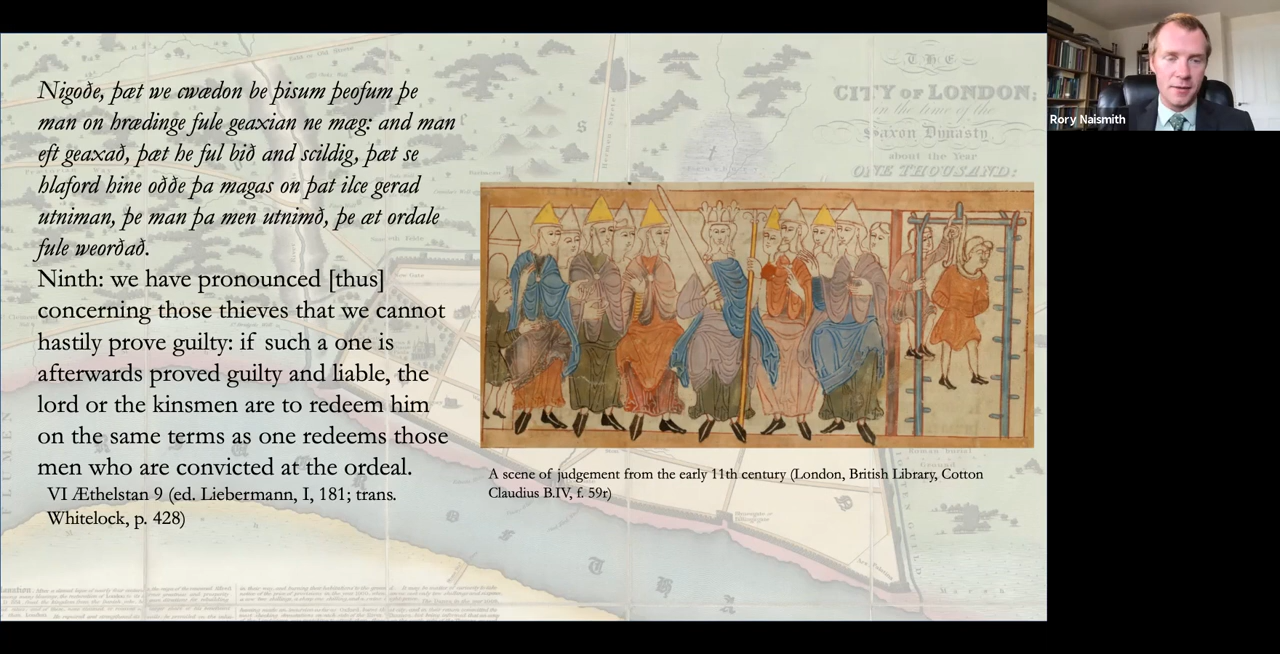 Nigoðe, þæt we cwædon be þisum þeofum þe
man on hrædinge fule geaxian ne mæg: and man
eft geaxað, þæt he ful bið and scildig, þæt se
hlaford hine oððe þa magas on þat ilce gerad
utniman, þe man þa men utnimð, þe æt ordale
fule weorðað.
Ninth: we have pronounced [thus]
concerning those thieves that we cannot
hastily prove guilty: if such a one is
afterwards proved guilty and liable, the
lord or the kinsmen are to redeem him
on the same terms as one redeems those
men who are convicted at the ordeal.
VI Æthelstan 9 (ed. Liebermann, I, 181; trans.
Whitelock, p. 428)
THE
CITY OF LONDON;
in the time of the
Saxon Dynasty
about the Year
ONE THOUSAND:
A scene of judgement from the early 11th century (London, British Library, Cotton
Claudius B.IV, f. 59r)
Rory Naismith